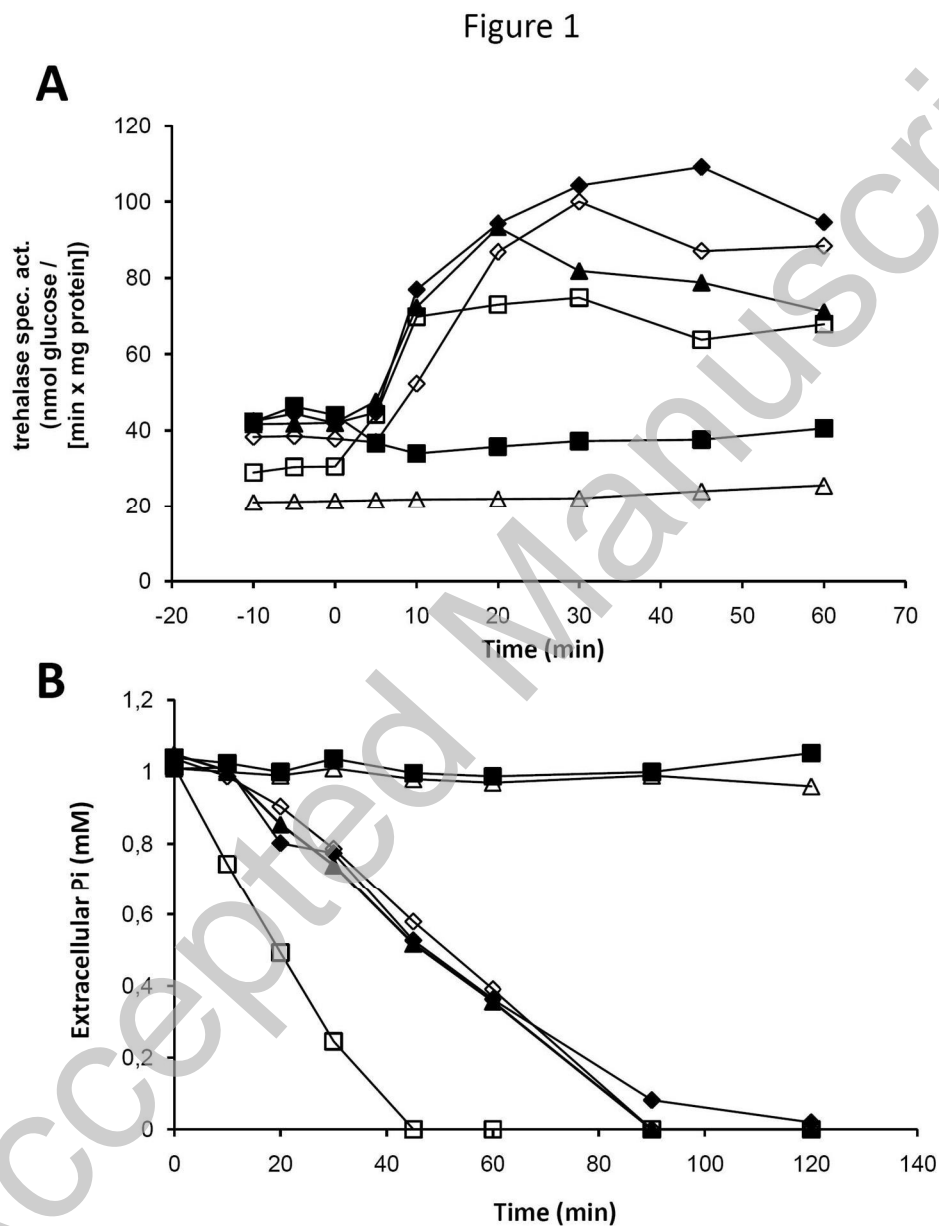 Figure 1
A
120
100
80
60
40
20
0
-20 -10 0 10 20 30 40 50 60 70
trehalase spec. act.
(nmol glucose /
[min x mg protein])
Time (min)
B
1,2
1
0,8
0,6
0,4
0,2
0
0 20 40 60 80 100 120 140
Extracellular Pi (mM)
Time (min)
Accepted Manuscri